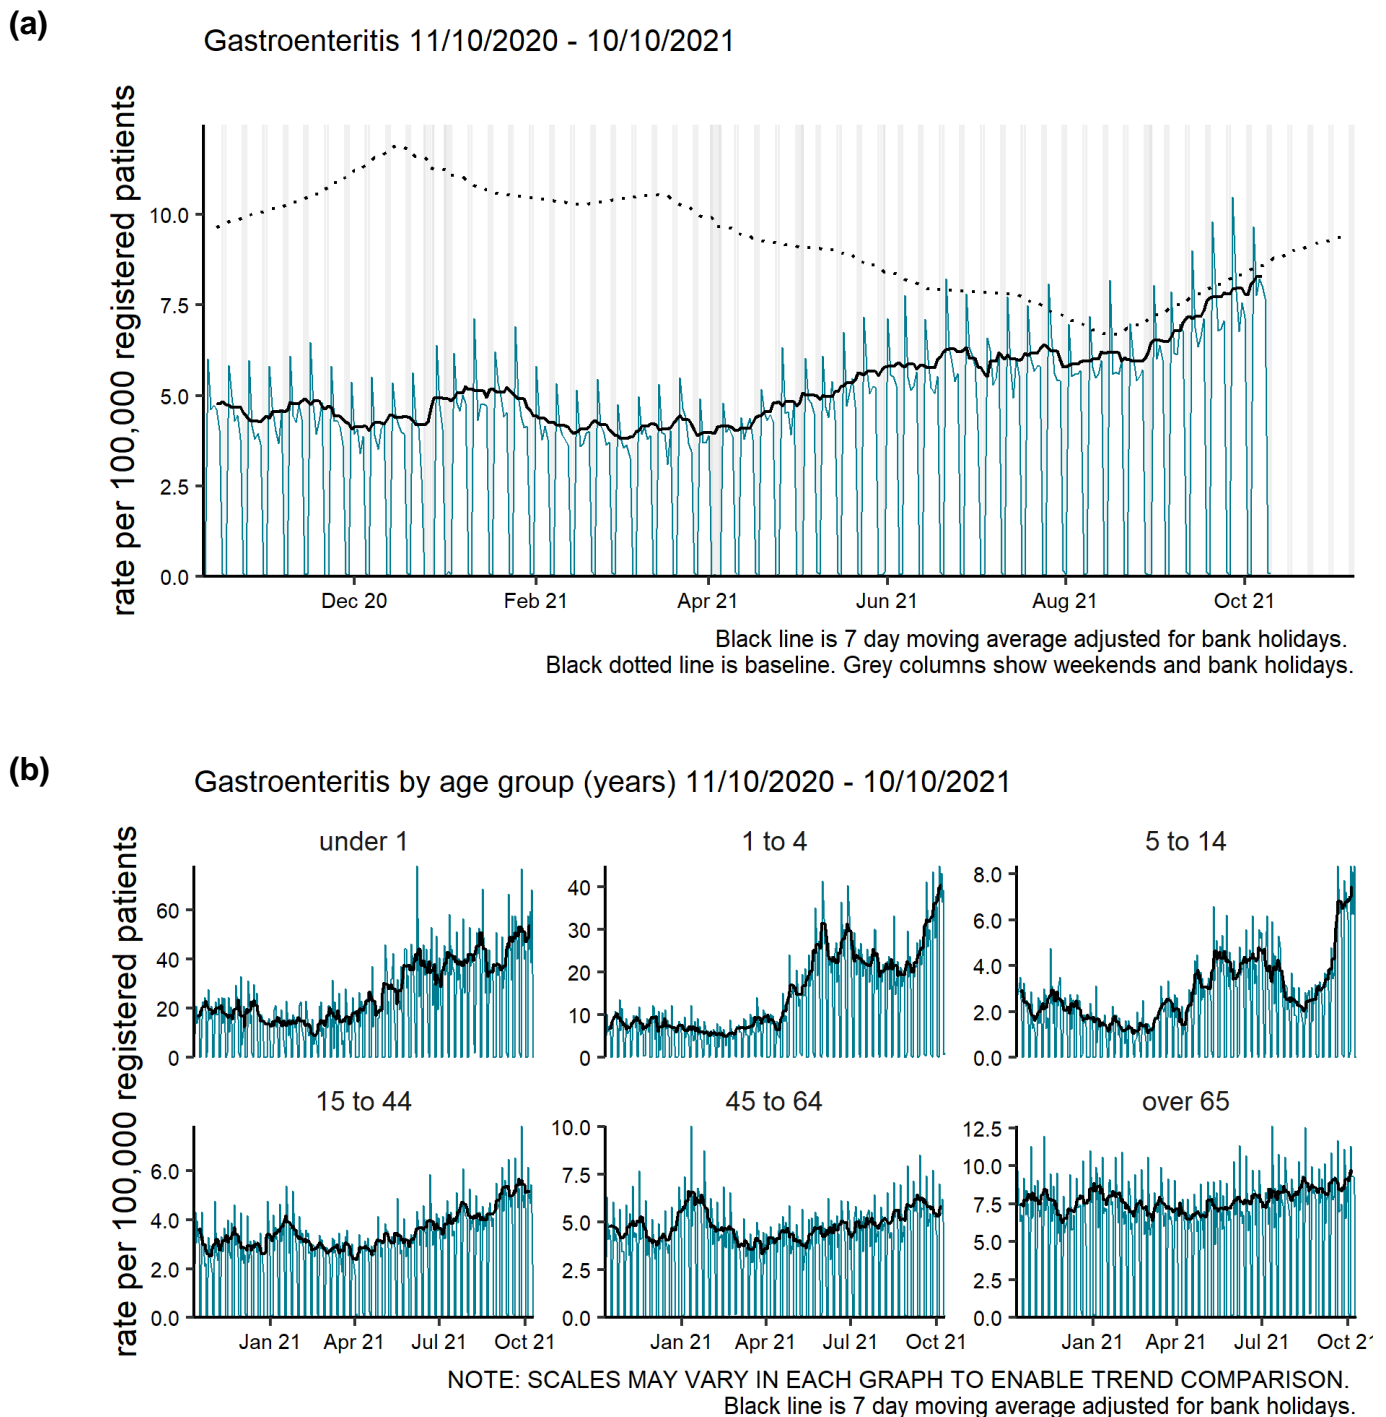 (a)
Gastroenteritis 11/10/2020 - 10/10/2021
rate per 100,000 registered patients
10.0
7.5
5.0
2.5
0.0
Dec 20 Feb 21 Apr 21 Jun 21 Aug 21 Oct 21
Black line is 7 day moving average adjusted for bank holidays.
Black dotted line is baseline. Grey columns show weekends and bank holidays.
(b)
Gastroenteritis by age group (years) 11/10/2020 - 10/10/2021
rate per 100,000 registered patients
under 1
60
40
20
0
1 to 4
40
30
20
10
0
5 to 14
8.0
6.0
4.0
2.0
0.0
15 to 44
6.0
4.0
2.0
0.0
Jan 21 Apr 21 Jul 21 Oct 21
45 to 64
10.0
7.5
5.0
2.5
0.0
Jan 21 Apr 21 Jul 21 Oct 21
over 65
12.5
10.0
7.5
5.0
2.5
0.0
Jan 21 Apr 21 Jul 21 Oct 21
NOTE: SCALES MAY VARY IN EACH GRAPH TO ENABLE TREND COMPARISON.
Black line is 7 day moving average adjusted for bank holidays.